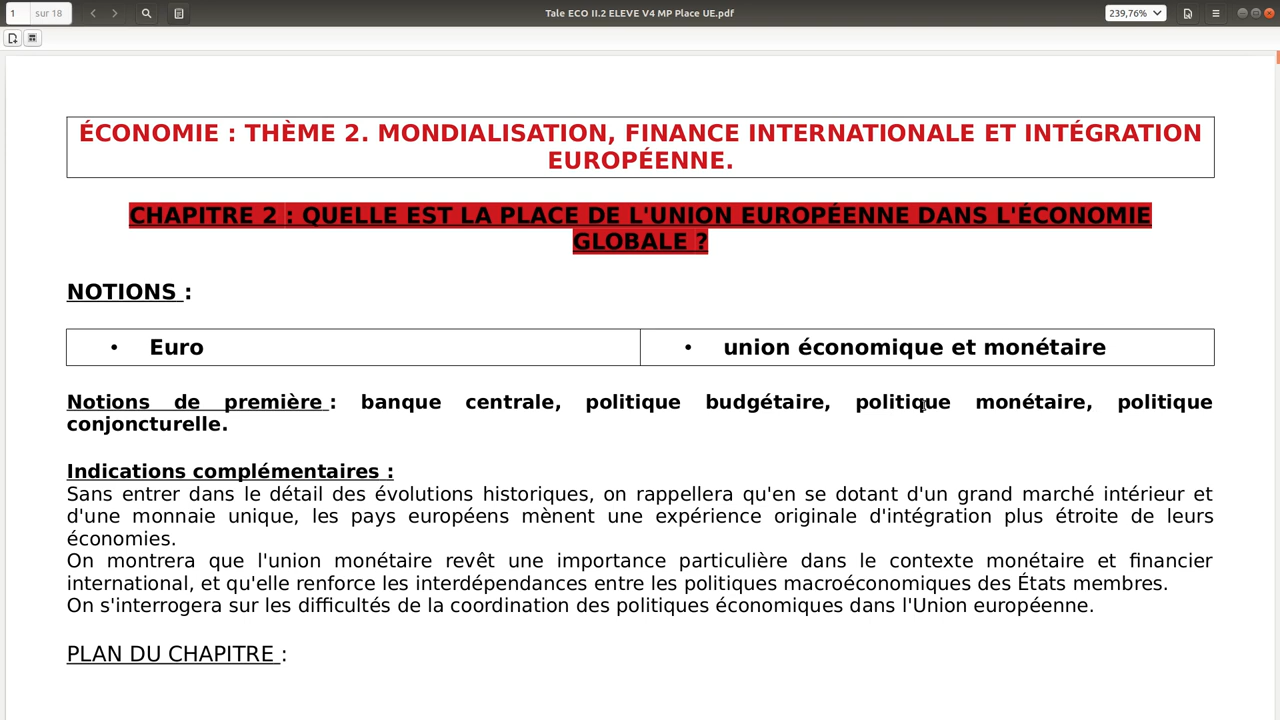 1 sur 18
Tale ECO II.2 ELEVE V4 MP Place UE.pdf
239,76%
ÉCONOMIE : THÈME 2. MONDIALISATION, FINANCE INTERNATIONALE ET INTÉGRATION
EUROPÉENNE.
CHAPITRE 2 : QUELLE EST LA PLACE DE L'UNION EUROPÉENNE DANS L'ÉCONOMIE
GLOBALE ?
NOTIONS :
• Euro
• union économique et monétaire
Notions de première : banque centrale, politique budgétaire, politique monétaire, politique
conjoncturelle.
Indications complémentaires :
Sans entrer dans le détail des évolutions historiques, on rappellera qu'en se dotant d'un grand marché intérieur et
d'une monnaie unique, les pays européens mènent une expérience originale d'intégration plus étroite de leurs
économies.
On montrera que l'union monétaire revêt une importance particulière dans le contexte monétaire et financier
international, et qu'elle renforce les interdépendances entre les politiques macroéconomiques des États membres.
On s'interrogera sur les difficultés de la coordination des politiques économiques dans l'Union européenne.
PLAN DU CHAPITRE :